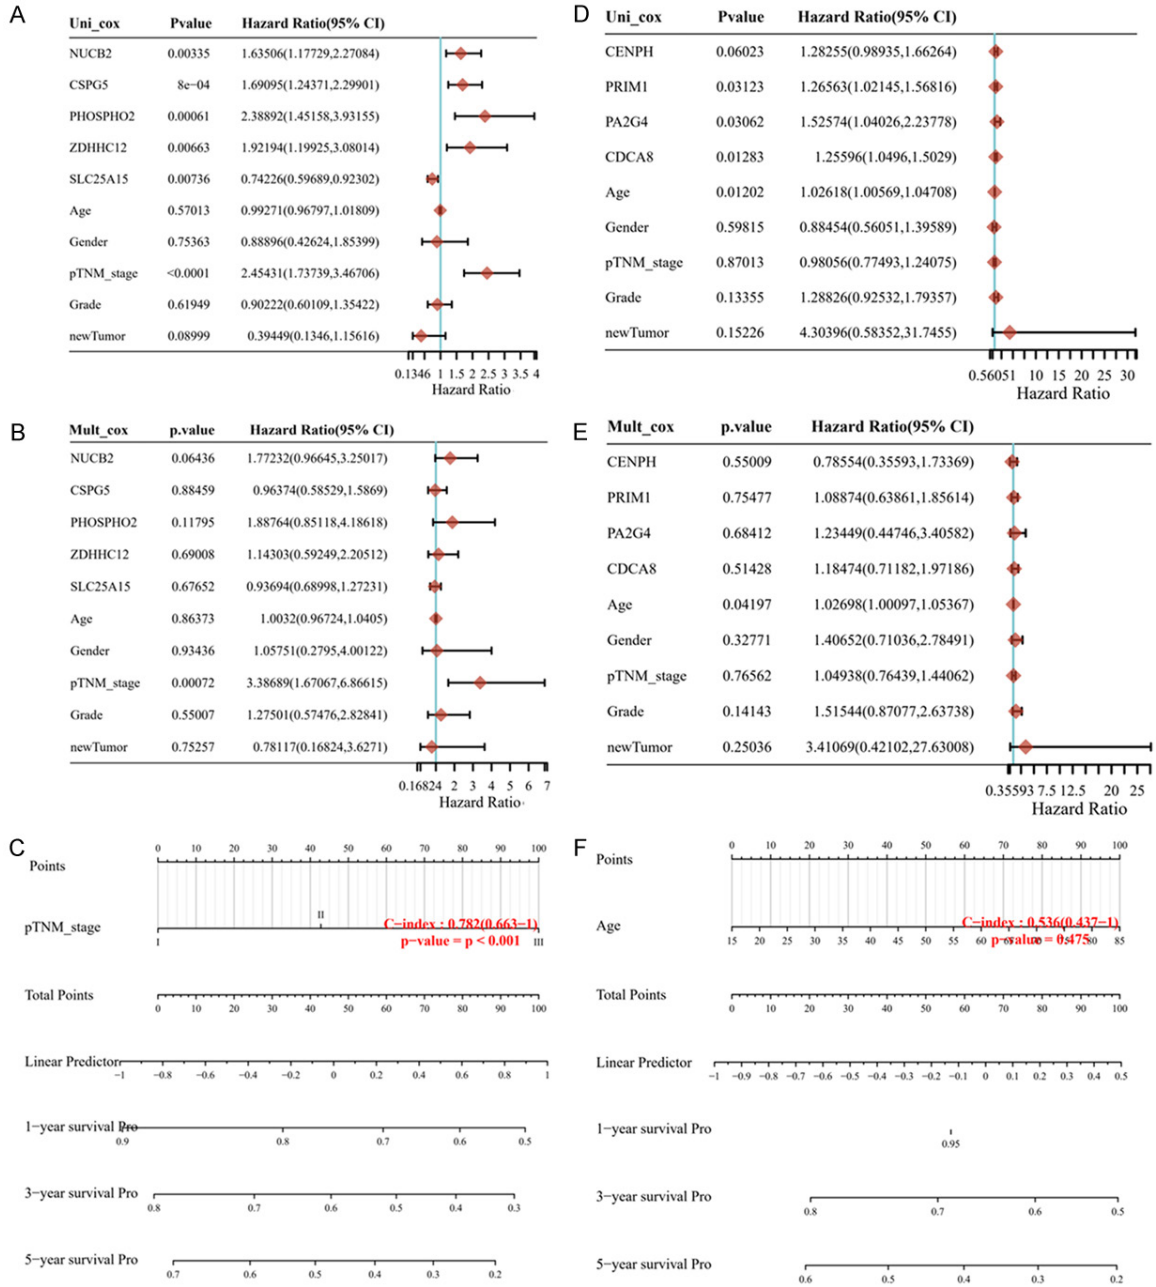 A
Uni_cox Pvalue Hazard Ratio(95% CI)
NUCB2 0.00335 1.63506(1.17729,2.27084)
CSPG5 8e−04 1.69095(1.24371,2.29901)
PHOSPHO2 0.00061 2.38892(1.45158,3.93155)
ZDHHC12 0.00663 1.92194(1.19925,3.08014)
SLC25A15 0.00736 0.74226(0.59689,0.92302)
Age 0.57013 0.99271(0.96797,1.01809)
Gender 0.75363 0.88896(0.42624,1.85399)
pTNM_stage <0.0001 2.45431(1.73739,3.46706)
Grade 0.61949 0.90222(0.60109,1.35422)
newTumor 0.08999 0.39449(0.1346,1.15616)
0.1346 1 1.5 2 2.5 3 3.5 4
Hazard Ratio
D
Uni_cox Pvalue Hazard Ratio(95% CI)
CENPH 0.06023 1.28255(0.98935,1.66264)
PRIM1 0.03123 1.26563(1.02145,1.56816)
PA2G4 0.03062 1.52574(1.04026,2.23778)
CDCA8 0.01283 1.25596(1.0496,1.5029)
Age 0.01202 1.02618(1.00569,1.04708)
Gender 0.59815 0.88454(0.56051,1.39589)
pTNM_stage 0.87013 0.98056(0.77493,1.24075)
Grade 0.13355 1.28826(0.92532,1.79357)
newTumor 0.15226 4.30396(0.58352,31.7455)
0.56051 10 15 20 25 30
Hazard Ratio
B
Mult_cox p.value Hazard Ratio(95% CI)
NUCB2 0.06436 1.77232(0.96645,3.25017)
CSPG5 0.88459 0.96374(0.58529,1.5869)
PHOSPHO2 0.11795 1.88764(0.85118,4.18618)
ZDHHC12 0.69008 1.14303(0.59249,2.20512)
SLC25A15 0.67652 0.93694(0.68998,1.27231)
Age 0.86373 1.0032(0.96724,1.0405)
Gender 0.93436 1.05751(0.2795,4.00122)
pTNM_stage 0.00072 3.38689(1.67067,6.86615)
Grade 0.55007 1.27501(0.57476,2.82841)
newTumor 0.75257 0.78117(0.16824,3.6271)
0.16824 2 3 4 5 6 7
Hazard Ratio
E
Mult_cox p.value Hazard Ratio(95% CI)
CENPH 0.55009 0.78554(0.35593,1.73369)
PRIM1 0.75477 1.08874(0.63861,1.85614)
PA2G4 0.68412 1.23449(0.44746,3.40582)
CDCA8 0.51428 1.18474(0.71182,1.97186)
Age 0.04197 1.02698(1.00097,1.05367)
Gender 0.32771 1.40652(0.71036,2.78491)
pTNM_stage 0.76562 1.04938(0.76439,1.44062)
Grade 0.14143 1.51544(0.87077,2.63738)
newTumor 0.25036 3.41069(0.42102,27.63008)
0.35593 7.5 12.5 20 25
Hazard Ratio
C
0 10 20 30 40 50 60 70 80 90 100
Points
II
pTNM_stage C−index : 0.782(0.663−1)
I p−value = p < 0.001 III
Total Points
0 10 20 30 40 50 60 70 80 90 100
Linear Predictor
−1 −0.8 −0.6 −0.4 −0.2 0 0.2 0.4 0.6 0.8 1
1−year survival Pro
0.9 0.8 0.7 0.6 0.5
3−year survival Pro
0.8 0.7 0.6 0.5 0.4 0.3
5−year survival Pro
0.7 0.6 0.5 0.4 0.3 0.2
F
0 10 20 30 40 50 60 70 80 90 100
Points
Age C−index : 0.536(0.437−1)
p−value = 0.475
15 20 25 30 35 40 45 50 55 60 65 70 75 80 85
Total Points
0 10 20 30 40 50 60 70 80 90 100
Linear Predictor
−1 −0.9 −0.8 −0.7 −0.6 −0.5 −0.4 −0.3 −0.2 −0.1 0 0.1 0.2 0.3 0.4 0.5
1−year survival Pro
0.95
3−year survival Pro
0.8 0.7 0.6 0.5
5−year survival Pro
0.6 0.5 0.4 0.3 0.2